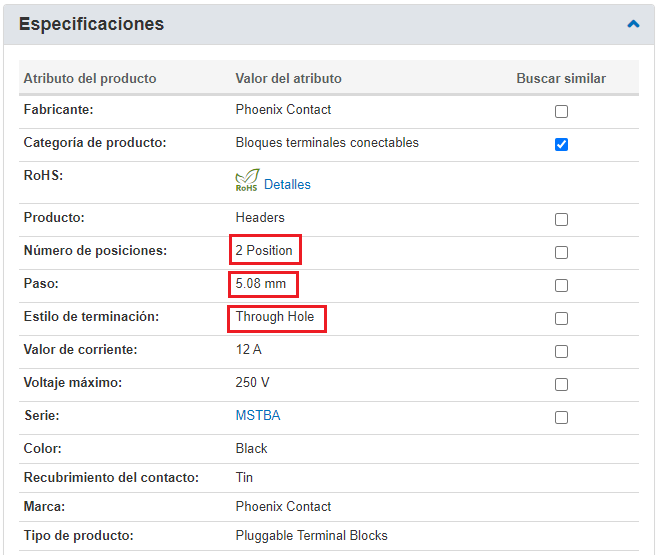 Especificaciones
Atributo del producto Valor del atributo Buscar similar
Fabricante: Phoenix Contact
Categoría de producto: Bloques terminales conectables
RoHS: RoHS Detalles
Producto: Headers
Número de posiciones: 2 Position
Paso: 5.08 mm
Estilo de terminación: Through Hole
Valor de corriente: 12 A
Voltaje máximo: 250 V
Serie: MSTBA
Color: Black
Recubrimiento del contacto: Tin
Marca: Phoenix Contact
Tipo de producto: Pluggable Terminal Blocks